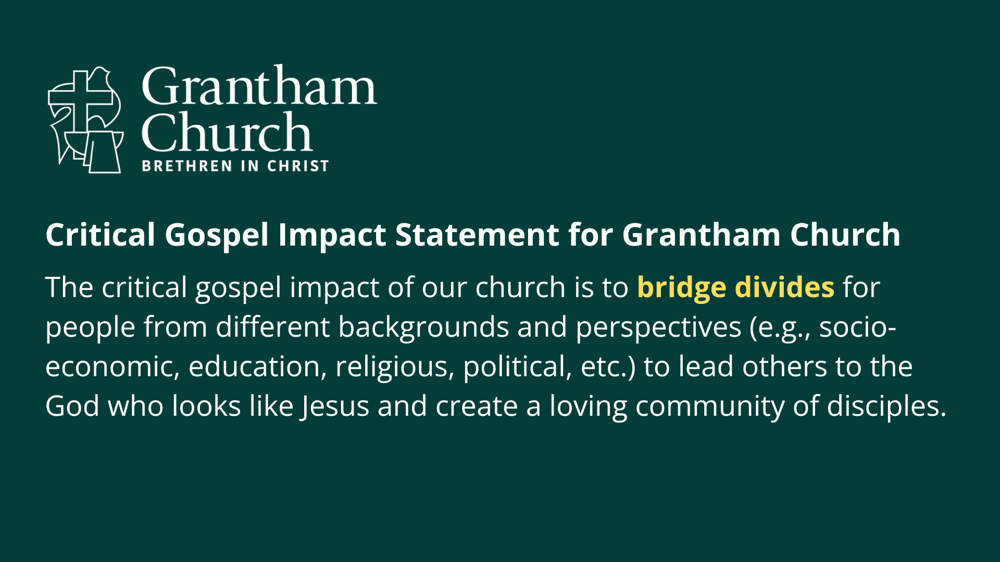 Grantham
Church
BRETHREN IN CHRIST
Critical Gospel Impact Statement for Grantham Church
The critical gospel impact of our church is to bridge divides for
people from different backgrounds and perspectives (e.g., socio-
economic, education, religious, political, etc.) to lead others to the
God who looks like Jesus and create a loving community of disciples.